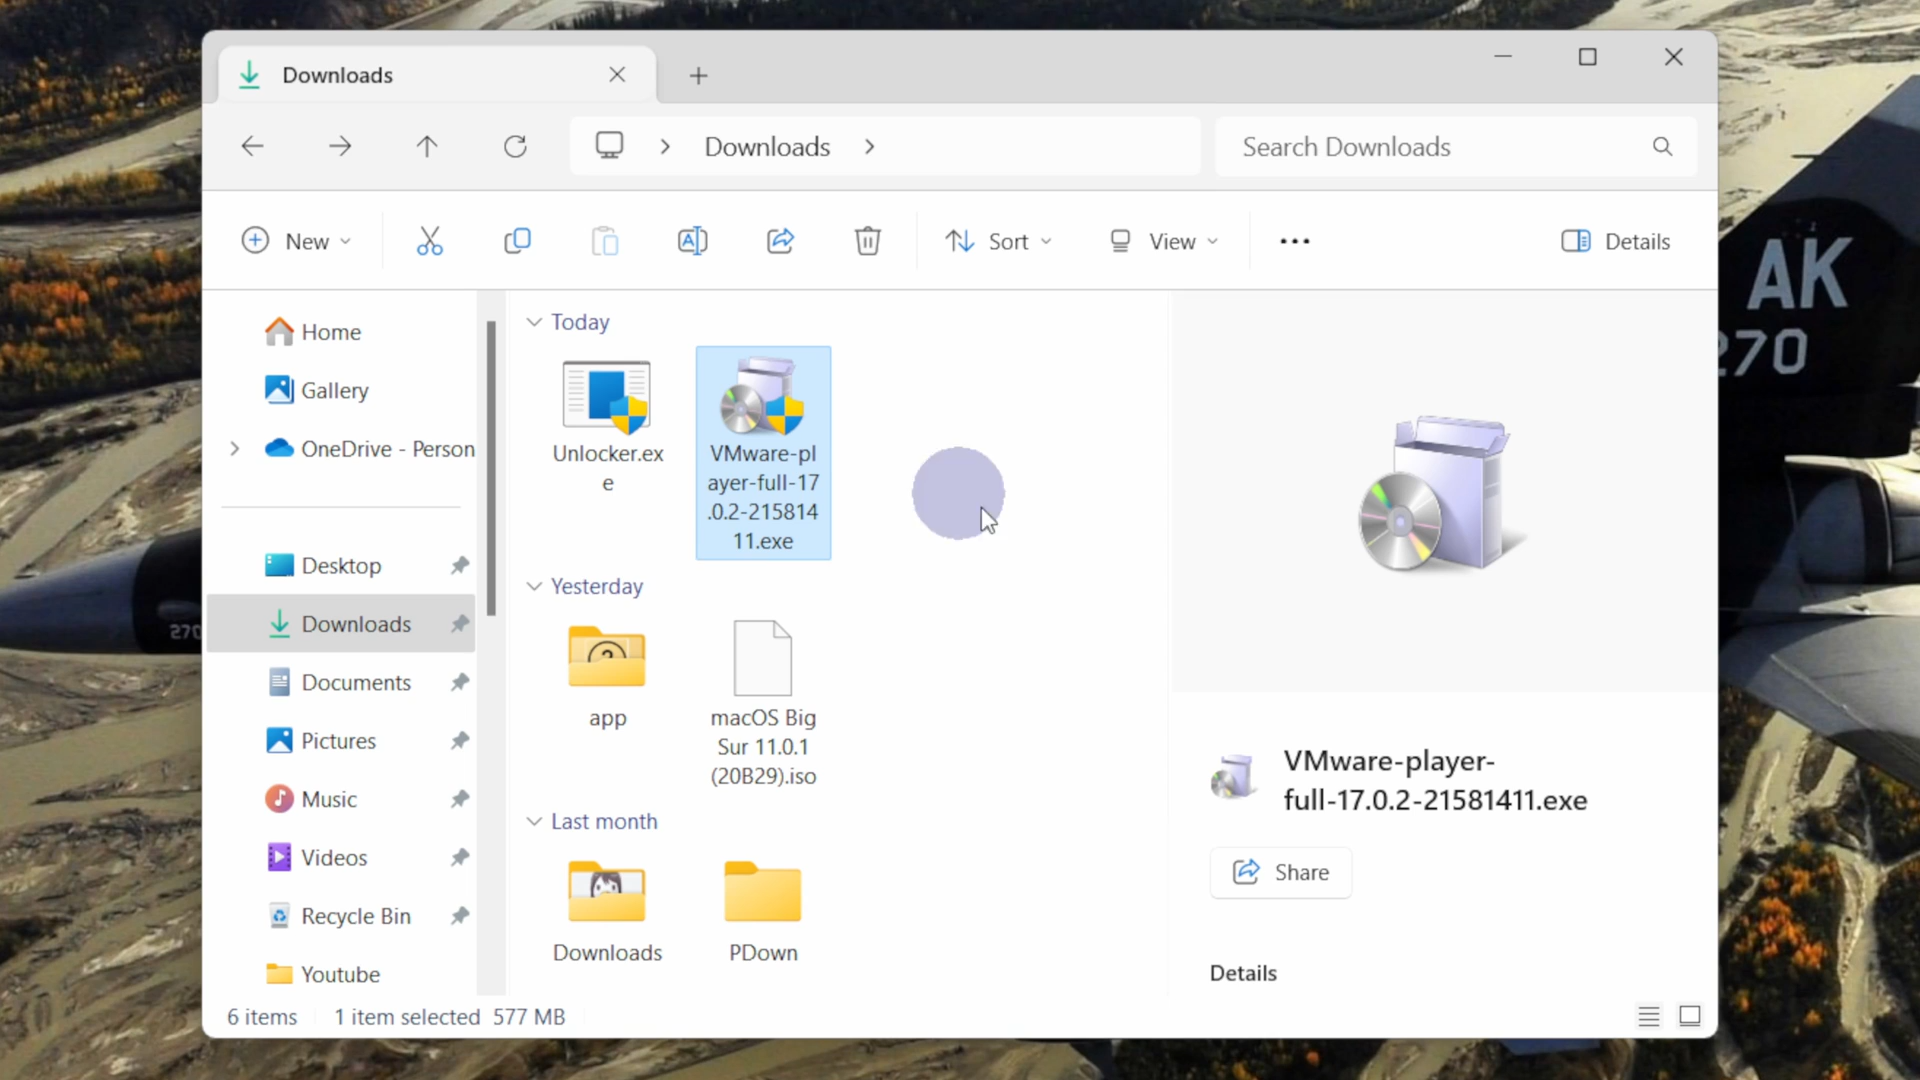 Downloads
Downloads
Search Downloads
New
Sort
View
Details
Home
Gallery
OneDrive - Person
Desktop
Downloads
Documents
Pictures
Music
Videos
Recycle Bin
Youtube
Today
Unlocker.ex
e
VMware-pl
ayer-full-17
.0.2-215814
11.exe
Yesterday
app
macOS Big
Sur 11.0.1
(20B29).iso
Last month
Downloads
PDown
VMware-player-
full-17.0.2-21581411.exe
Share
Details
6 items
1 item selected 577 MB
AK
270
270